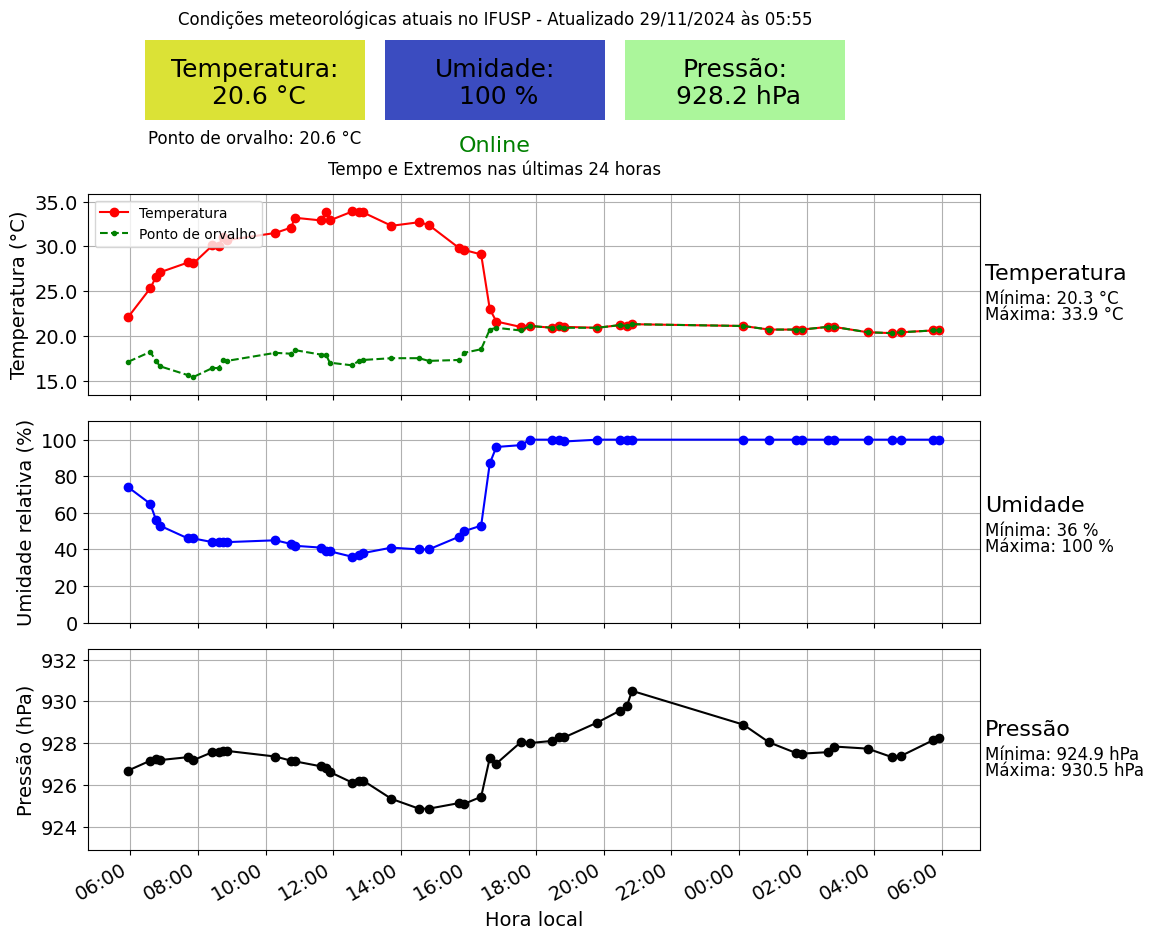 Condições meteorológicas atuais no IFUSP - Atualizado 29/11/2024 às 05:55
Temperatura:
20.6 °C
Umidade:
100 %
Pressão:
928.2 hPa
Ponto de orvalho: 20.6 °C
Online
Tempo e Extremos nas últimas 24 horas
Temperatura (°C)
35.0
30.0
25.0
20.0
15.0
Temperatura
Ponto de orvalho
Temperatura
Mínima: 20.3 °C
Máxima: 33.9 °C
Umidade relativa (%)
100
80
60
40
20
0
Umidade
Mínima: 36 %
Máxima: 100 %
Pressão (hPa)
932
930
928
926
924
Pressão
Mínima: 924.9 hPa
Máxima: 930.5 hPa
06:00 08:00 10:00 12:00 14:00 16:00 18:00 20:00 22:00 00:00 02:00 04:00 06:00
Hora local